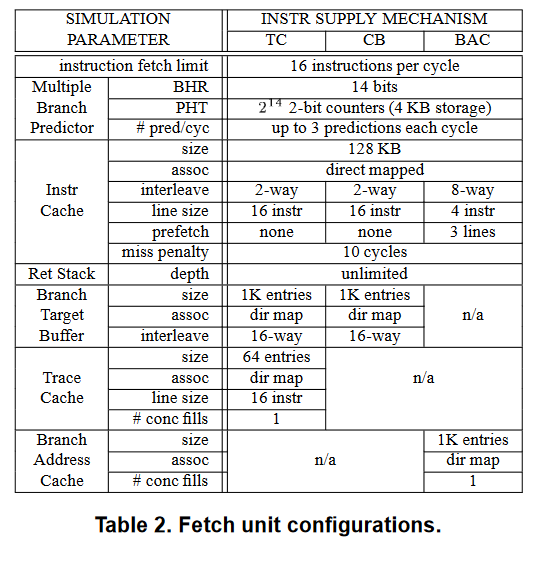 SIMULATION INSTR SUPPLY MECHANISM
PARAMETER TC CB BAC
instruction fetch limit 16 instructions per cycle
Multiple BHR 14 bits
Branch PHT 2^14 2-bit counters (4 KB storage)
Predictor # pred/cyc up to 3 predictions each cycle
size 128 KB
assoc direct mapped
Instr interleave 2-way 2-way 8-way
Cache line size 16 instr 16 instr 4 instr
prefetch none none 3 lines
miss penalty 10 cycles
Ret Stack depth unlimited
Branch size 1K entries 1K entries
Target assoc dir map dir map n/a
Buffer interleave 16-way 16-way
size 64 entries
Trace assoc dir map n/a
Cache line size 16 instr
# conc fills 1
Branch size 1K entries
Address assoc n/a dir map
Cache # conc fills 1
Table 2. Fetch unit configurations.